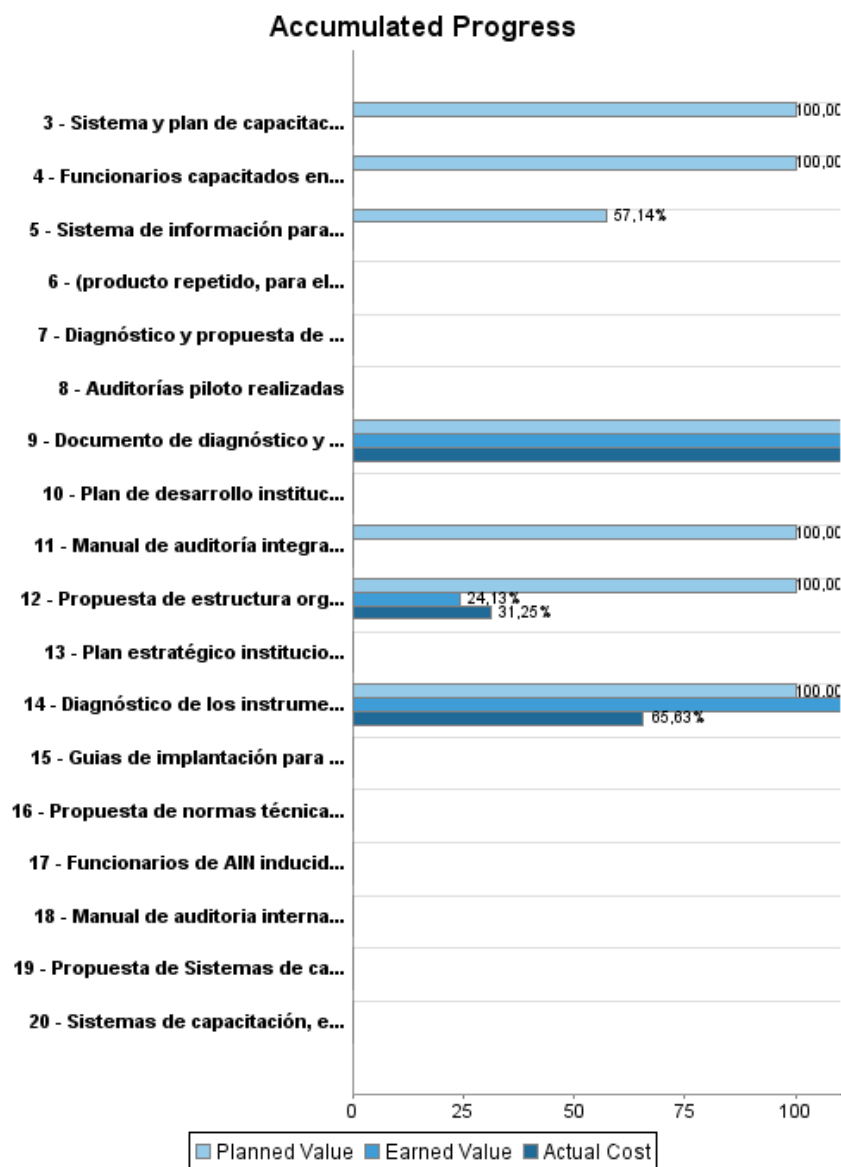 Accumulated Progress
3 - Sistema y plan de capacitac...
100,00
4 - Funcionarios capacitados en...
100,00
5 - Sistema de información para...
57,14%
6 - (producto repetido, para el...
7 - Diagnóstico y propuesta de ...
8 - Auditorías piloto realizadas
9 - Documento de diagnóstico y ...
10 - Plan de desarrollo instituc...
11 - Manual de auditoría integra...
100,00
12 - Propuesta de estructura org...
100,00
24,13%
31,25%
13 - Plan estratégico institucio...
14 - Diagnóstico de los instrume...
100,00
65,63%
15 - Guias de implantación para ...
16 - Propuesta de normas técnica...
17 - Funcionarios de AIN inducid...
18 - Manual de auditoria interna...
19 - Propuesta de Sistemas de ca...
20 - Sistemas de capacitación, e...
0 25 50 75 100
Planned Value Earned Value Actual Cost